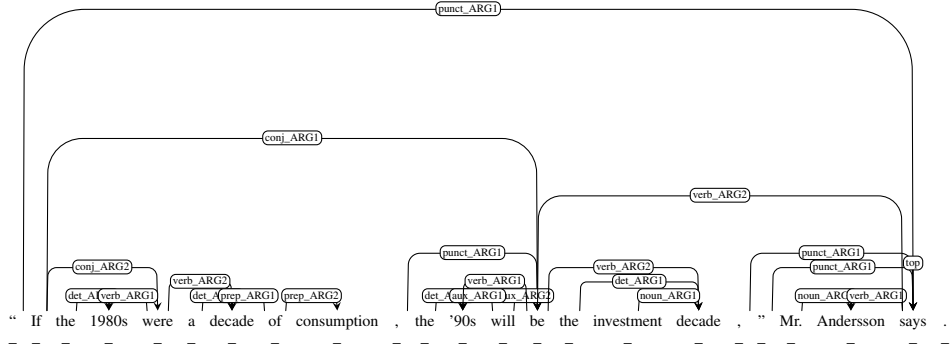 punct_ARG1
conj_ARG1
verb_ARG2
punct_ARG1 punct_ARG1
top
conj_ARG2 verb_ARG2 punct_ARG1
verb_ARG2 verb_ARG1 det_ARG1
verb_ARG1 prep_ARG1 prep_ARG2 aux_ARG1 noun_ARG1 verb_ARG1
“ If the 1980s were a decade of consumption , the ’90s will be the investment decade , ” Mr. Andersson says .
_ _ _ _ _ _ _ _ _ _ _ _ _ _ _ _ _ _ _ _ _ _ _